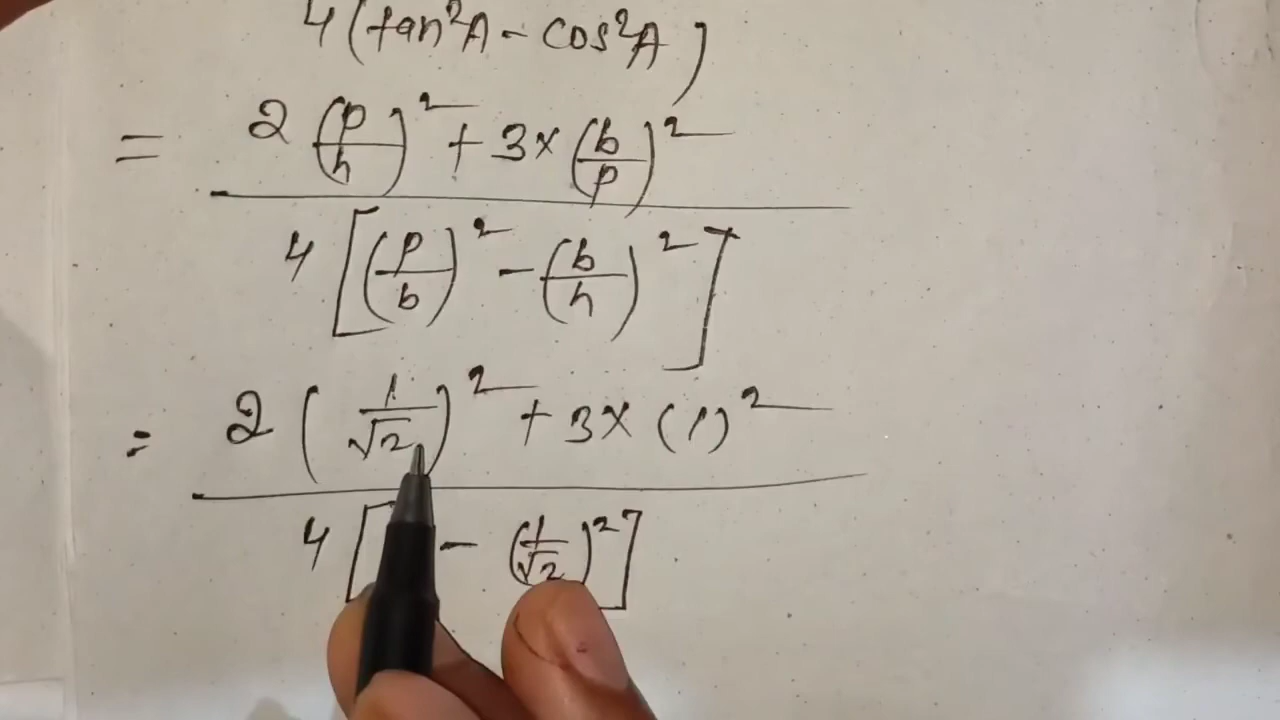 4(tan²A - cos²A)
= 2(p/h)² + 3×(b/p)²
4[(p/b)² - (b/h)²]
= 2(1/√2)² + 3×(1)²
4[ - (1/√2)²]